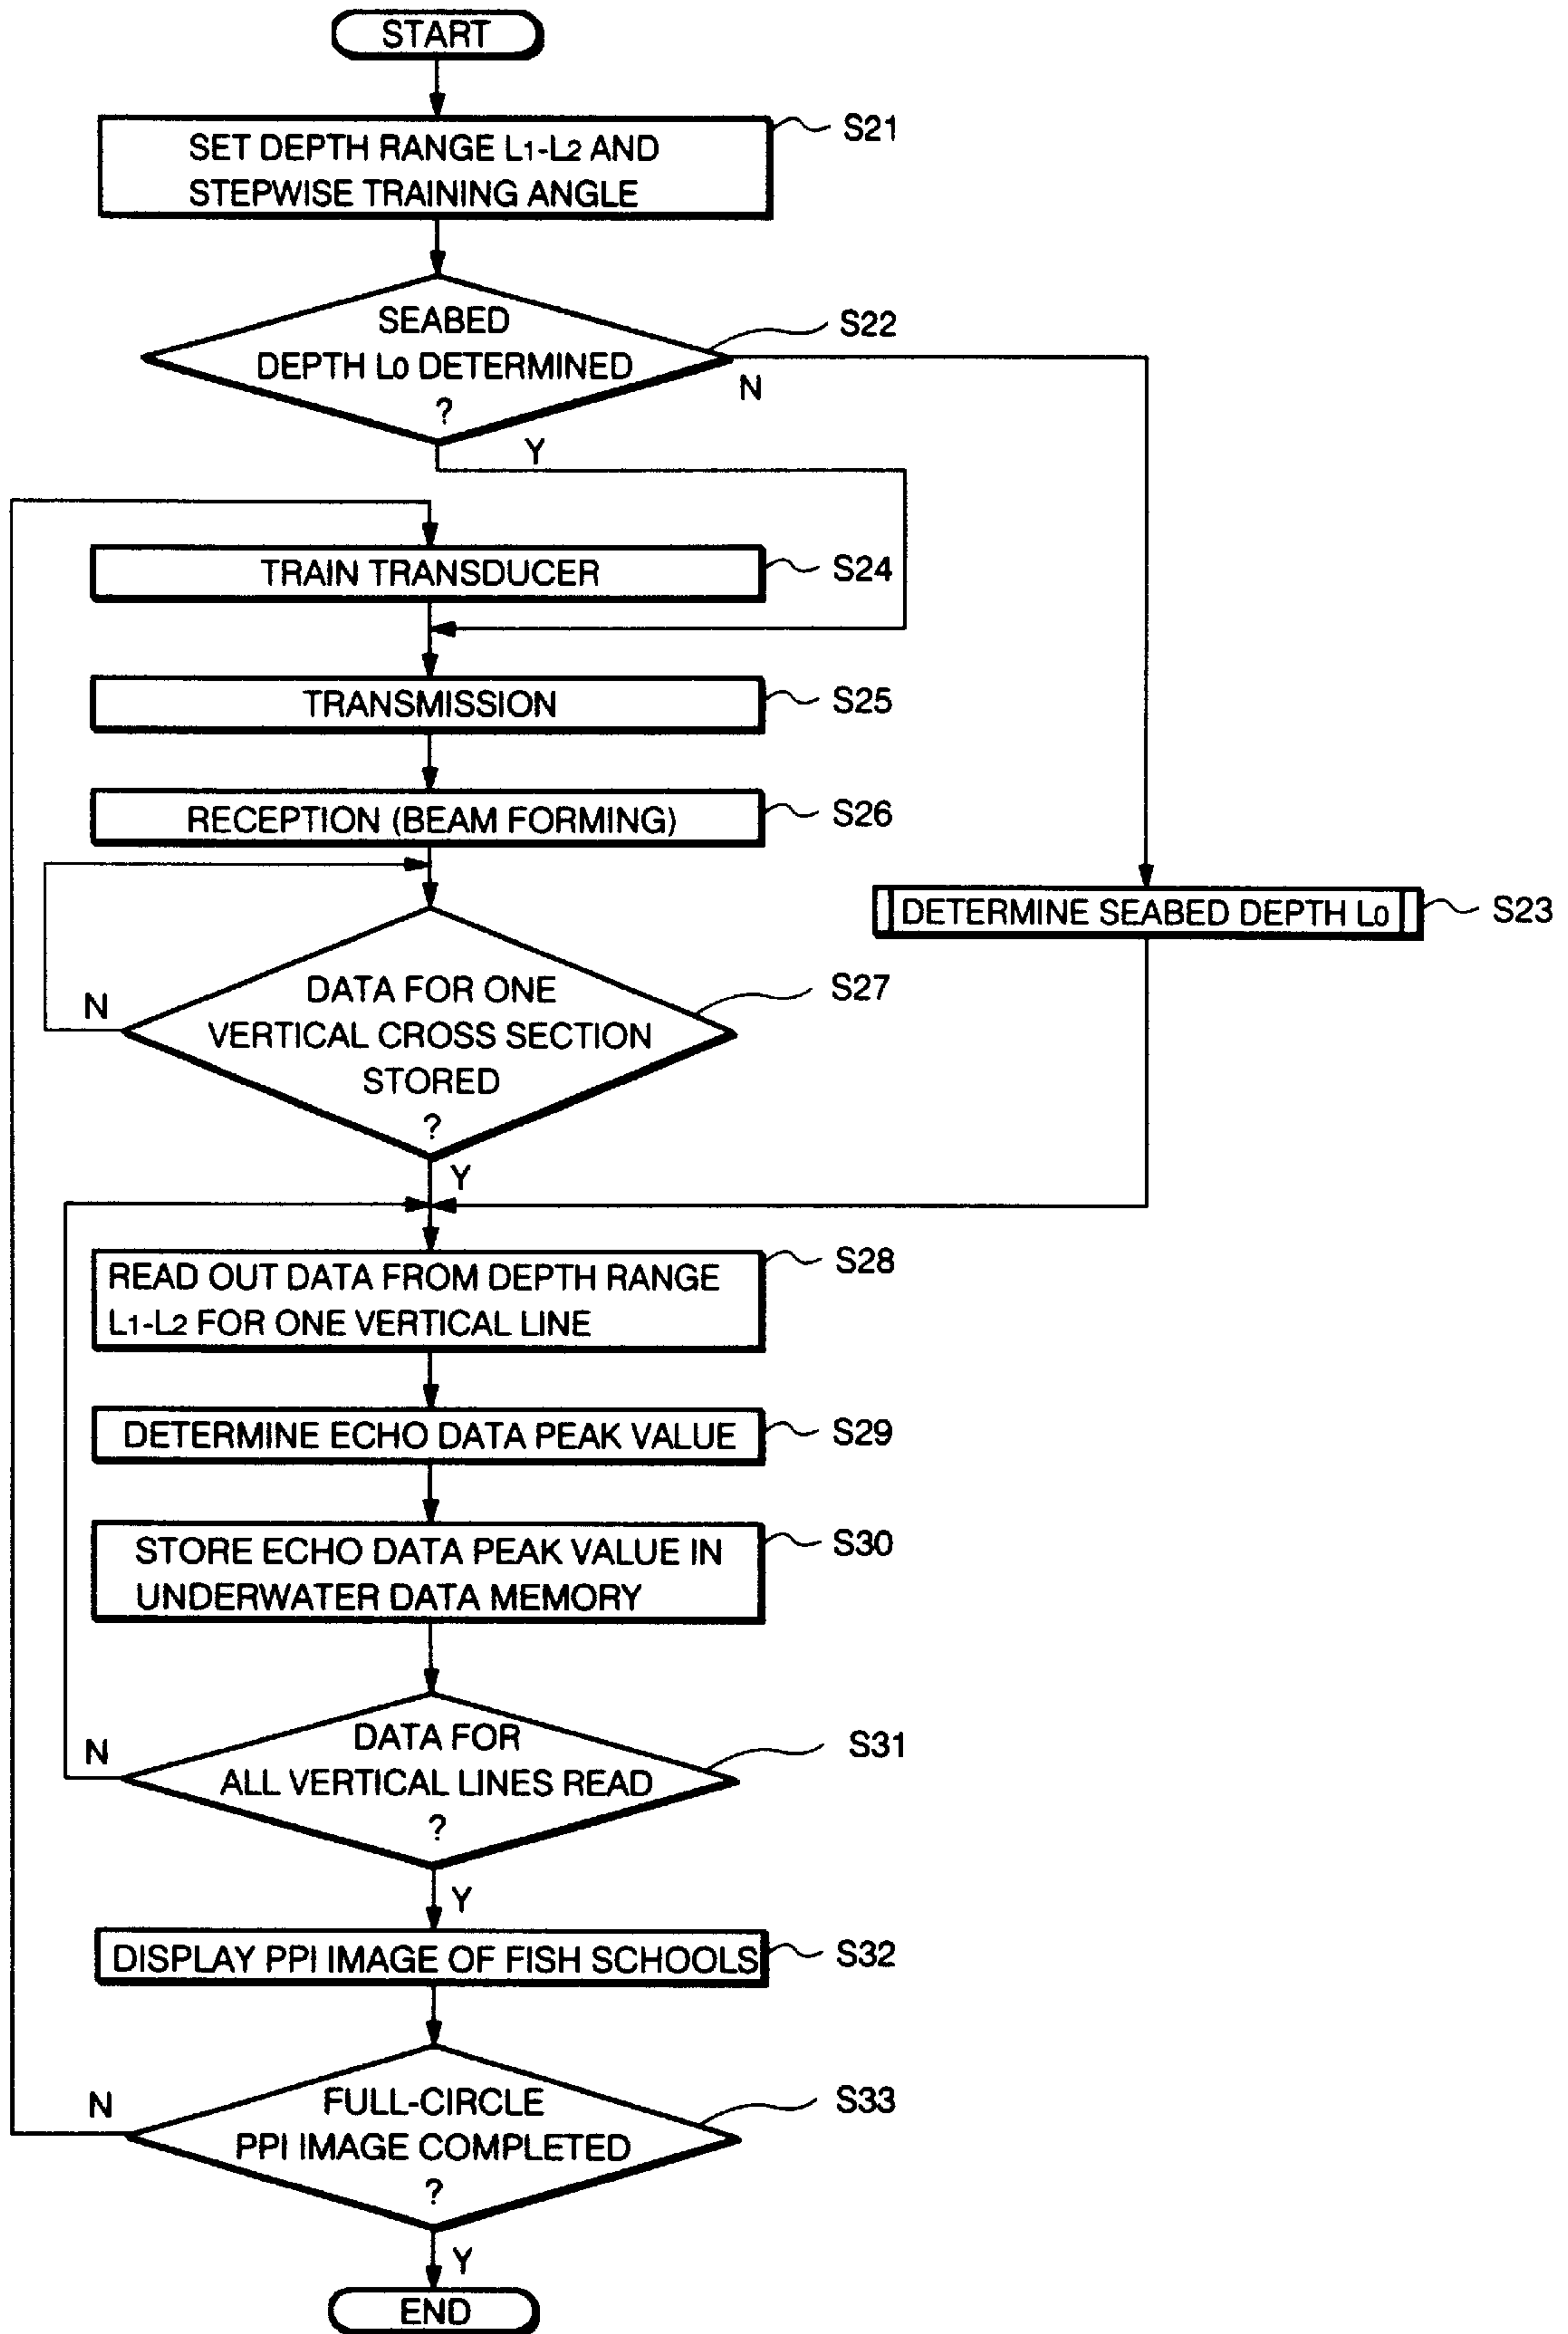 START
SET DEPTH RANGE L1-L2 AND
STEPWISE TRAINING ANGLE
S21
SEABED
DEPTH L0 DETERMINED
?
S22
N
Y
TRAIN TRANSDUCER
S24
TRANSMISSION
S25
RECEPTION (BEAM FORMING)
S26
DETERMINE SEABED DEPTH L0
S23
DATA FOR ONE
VERTICAL CROSS SECTION
STORED
?
S27
N
Y
READ OUT DATA FROM DEPTH RANGE
L1-L2 FOR ONE VERTICAL LINE
S28
DETERMINE ECHO DATA PEAK VALUE
S29
STORE ECHO DATA PEAK VALUE IN
UNDERWATER DATA MEMORY
S30
DATA FOR
ALL VERTICAL LINES READ
?
S31
N
Y
DISPLAY PPI IMAGE OF FISH SCHOOLS
S32
FULL-CIRCLE
PPI IMAGE COMPLETED
?
S33
N
Y
END